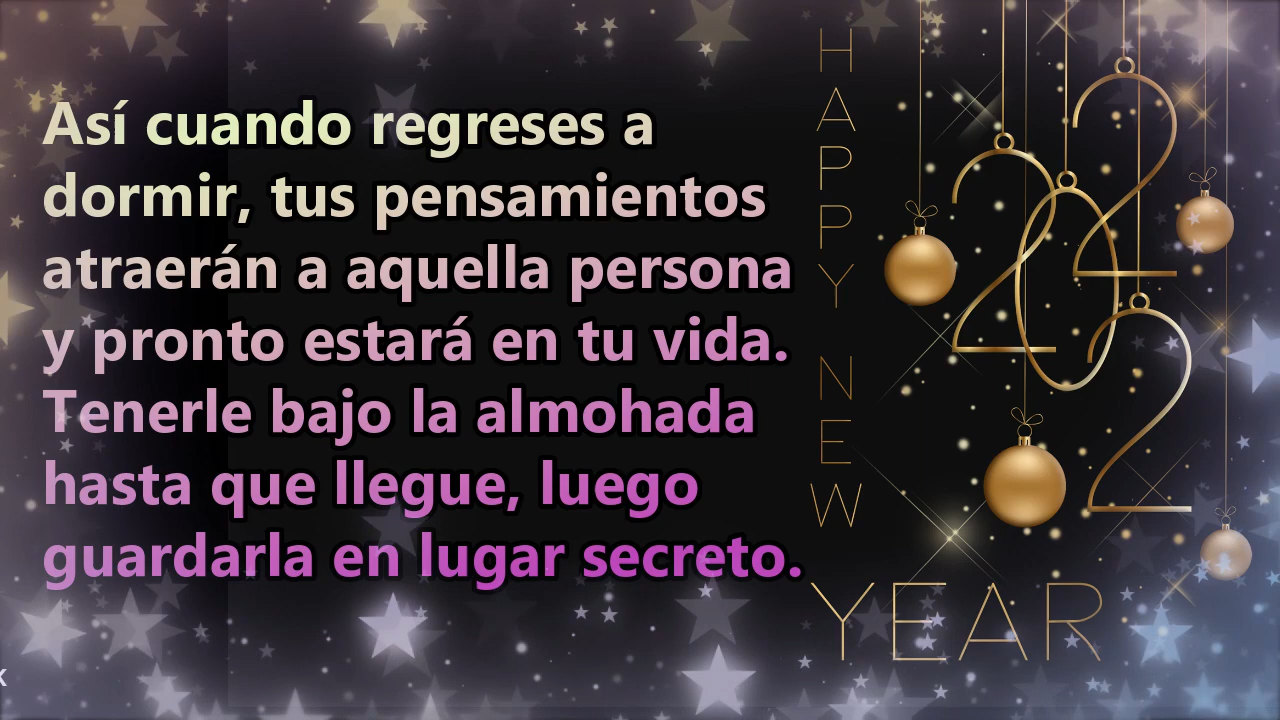 Así cuando regreses a
dormir, tus pensamientos
atraerán a aquella persona
y pronto estará en tu vida.
Tenerle bajo la almohada
hasta que llegue, luego
guardarla en lugar secreto.
HAPPY
NEW
YEAR
2022